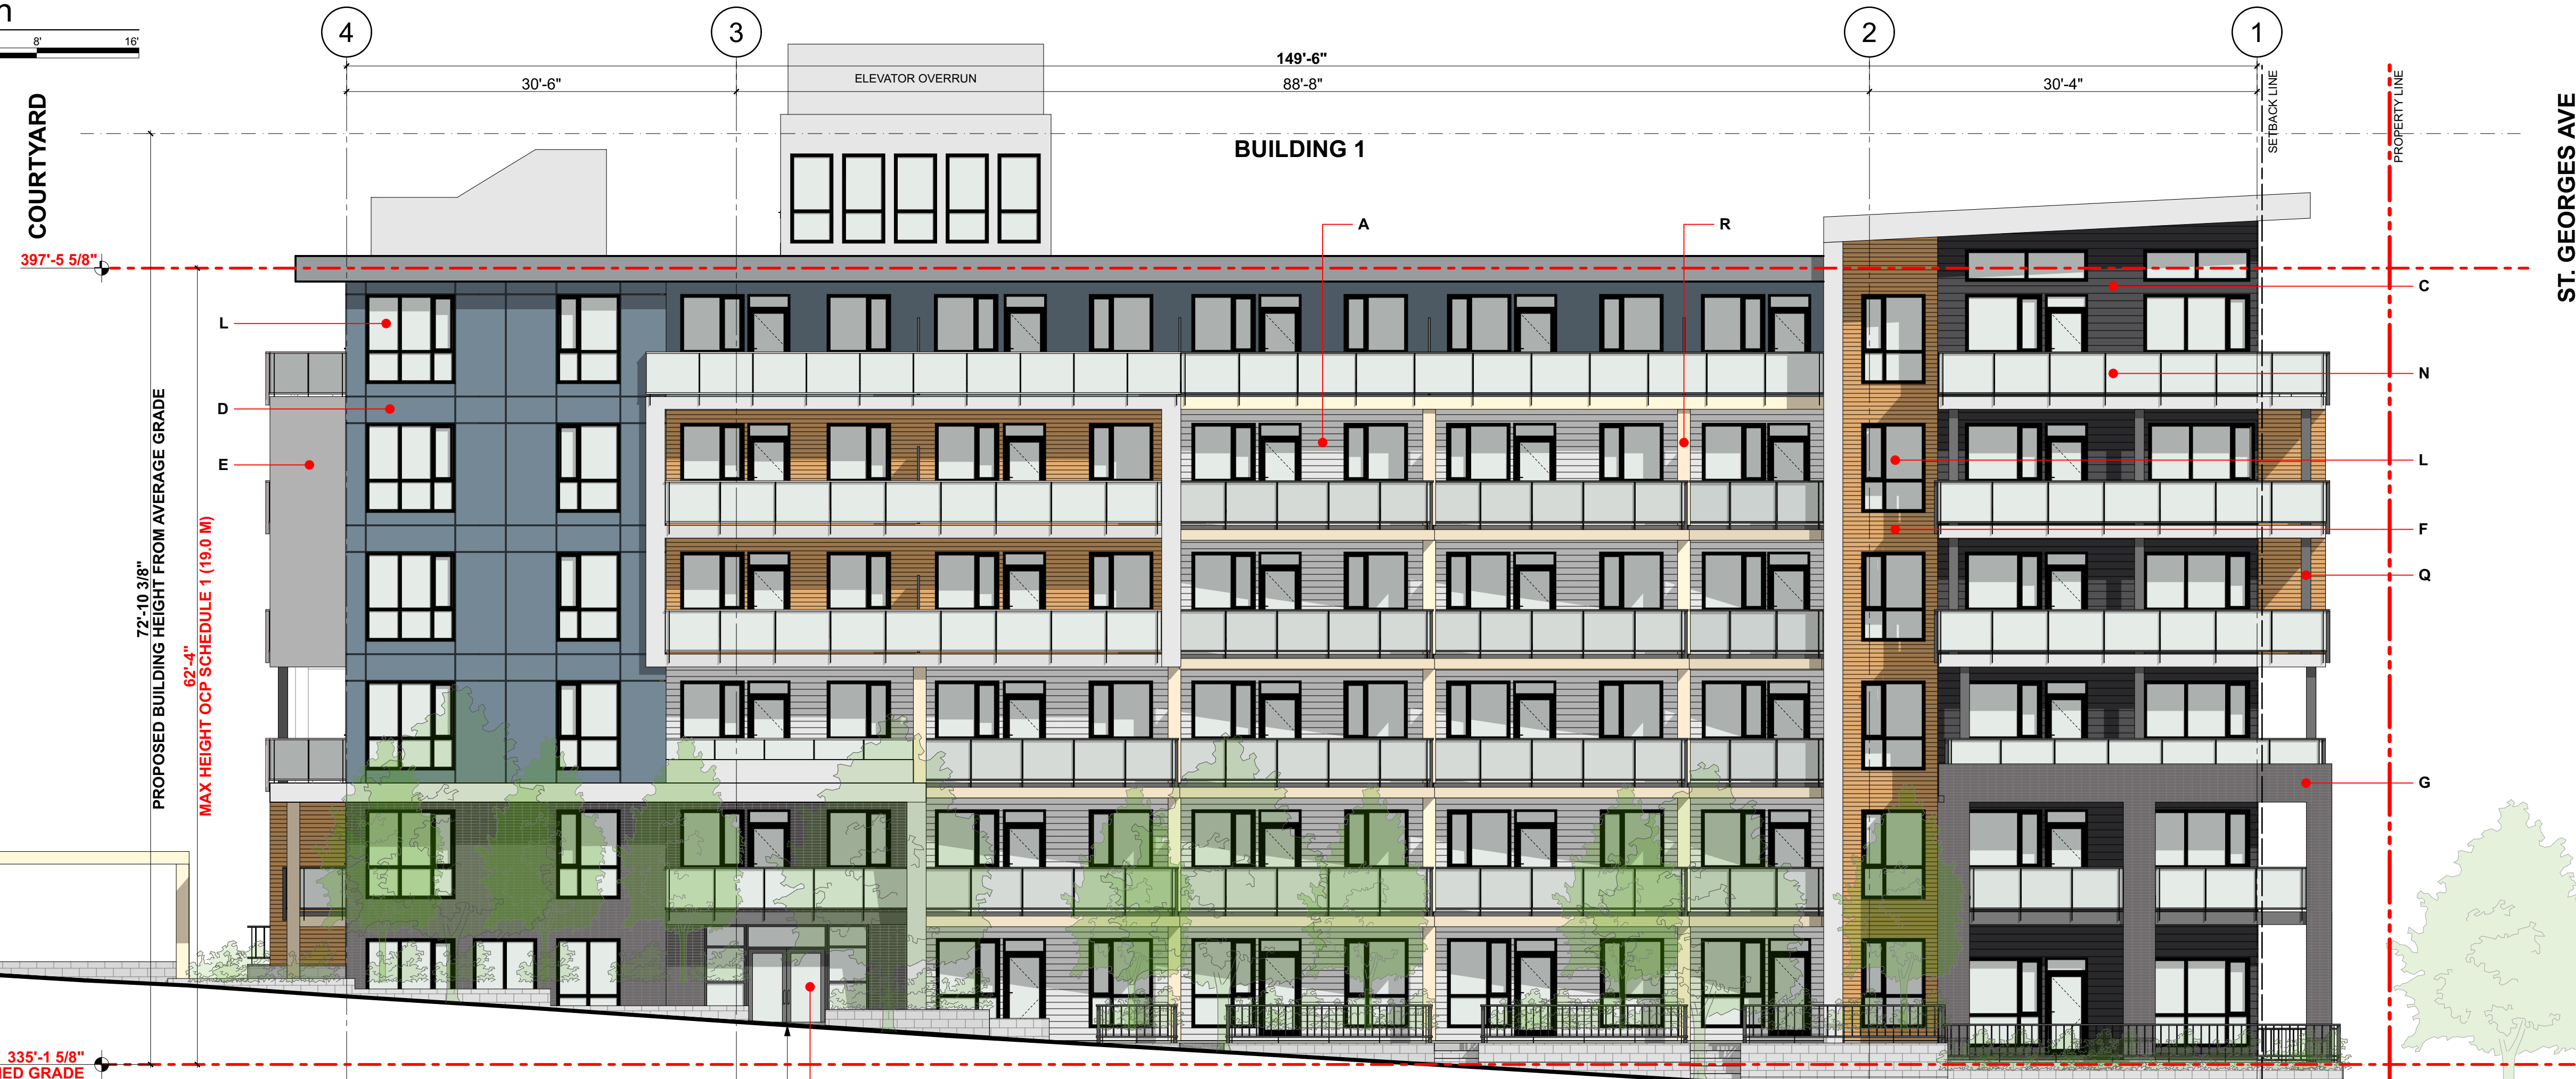 8'
16'
4
3
2
1
149'-6"
30'-6"
88'-8"
30'-4"
ELEVATOR OVERRUN
BUILDING 1
COURTYARD
SETBACK LINE
PROPERTY LINE
ST. GEORGES AVE
397'-5 5/8"
A
R
L
D
E
C
N
L
F
Q
G
72'-10 3/8"
PROPOSED BUILDING HEIGHT FROM AVERAGE GRADE
62'-4"
MAX HEIGHT OCP SCHEDULE 1 (19.0 M)
335'-1 5/8"
GRADE